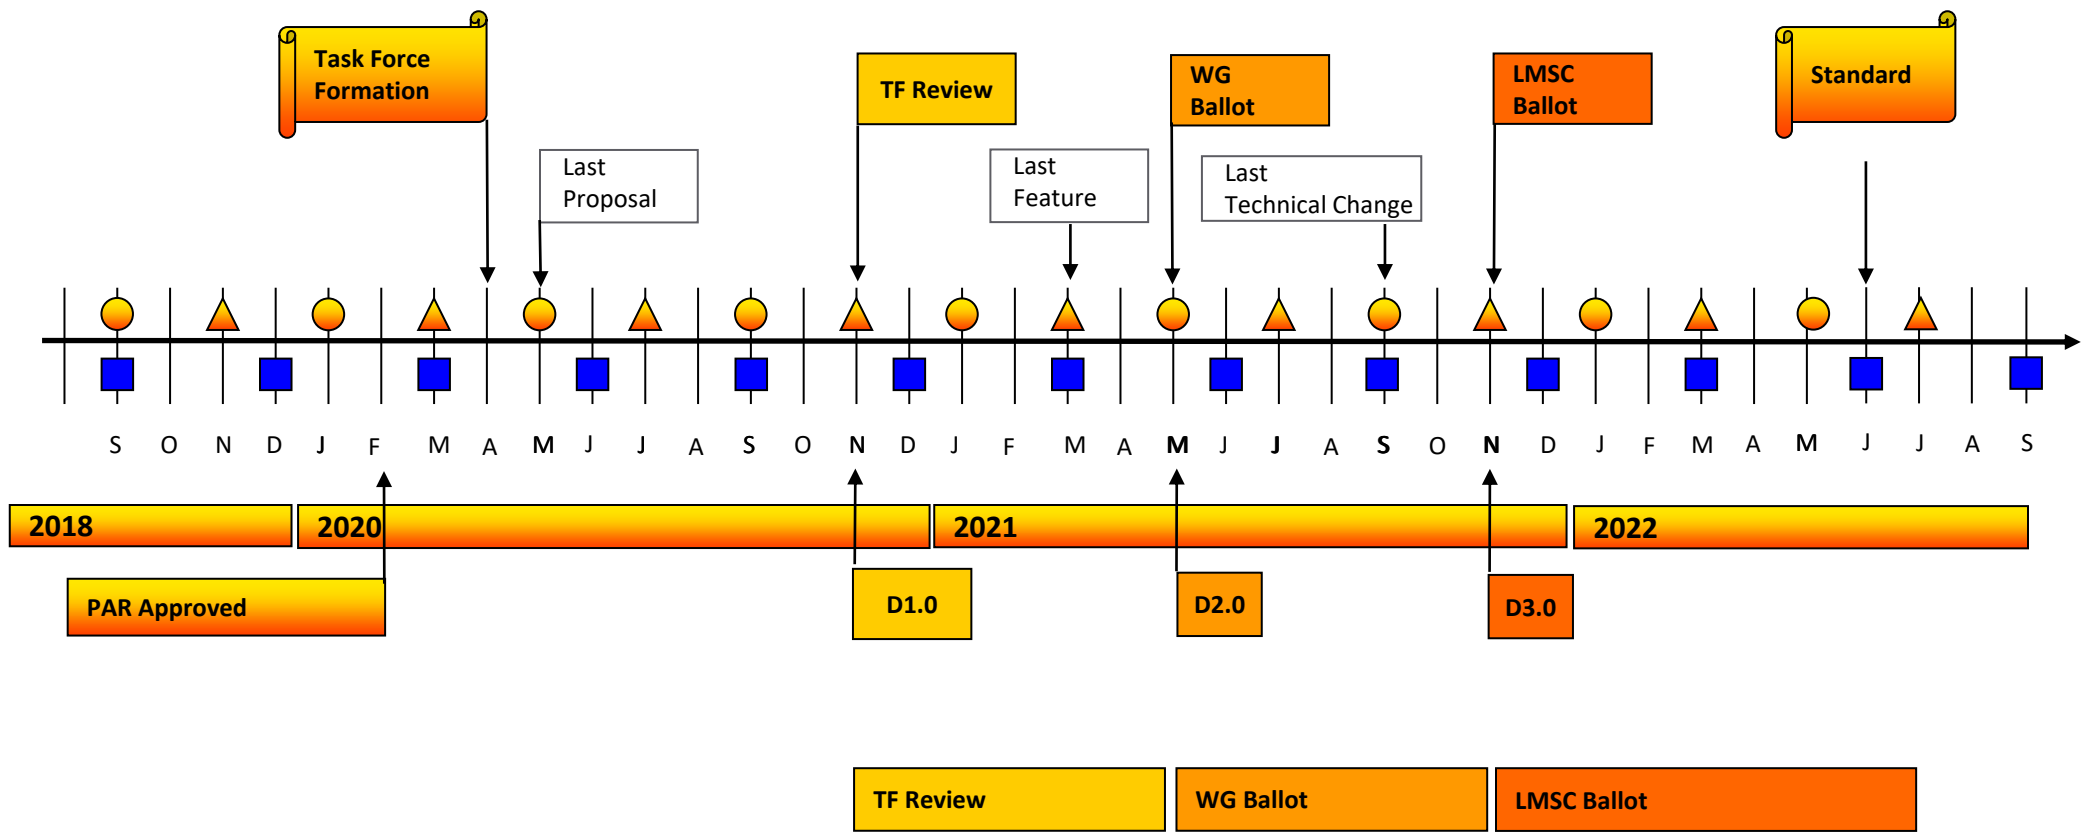 Task Force
Formation
TF Review
WG
Ballot
LMSC
Ballot
Standard
Last
Proposal
Last
Feature
Last
Technical Change
S O N D J F M A M J J A S O N D J F M A M J J A S O N D J F M A M J J A S
2018 2020 2021 2022
PAR Approved
D1.0 D2.0 D3.0
TF Review WG Ballot LMSC Ballot